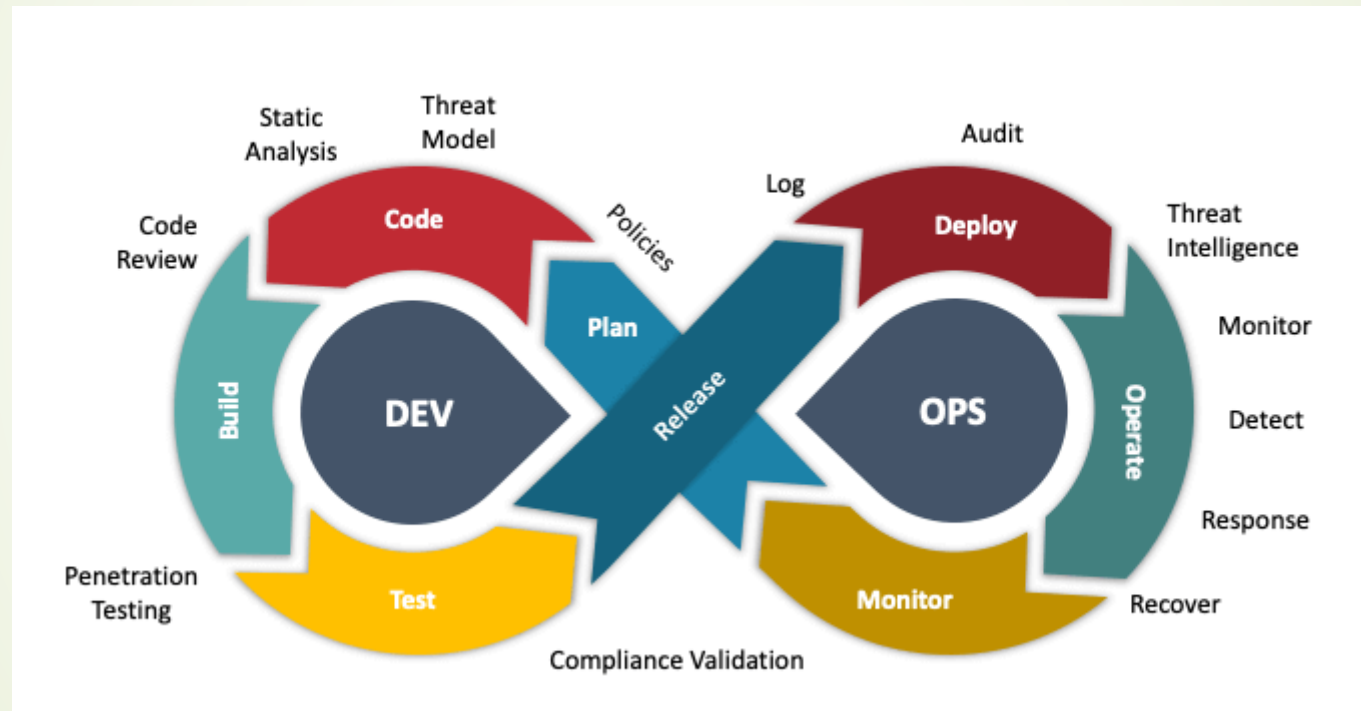 Threat
Model
Static
Analysis
Audit
Log
Code
Review
Code
Policies
Deploy
Threat
Intelligence
Plan
Monitor
Build
DEV
Release
OPS
Operate
Detect
Response
Penetration
Testing
Test
Monitor
Recover
Compliance Validation